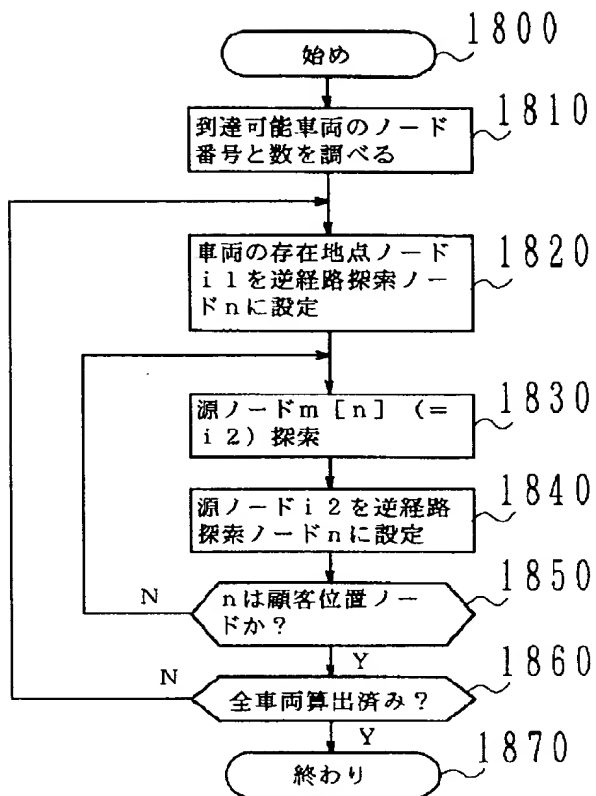 1800
始め
1810
到達可能車両のノード
番号と数を調べる
1820
車両の存在地点ノード
i1を逆経路探索ノー
ドnに設定
1830
源ノードm[n](=
i2)探索
1840
源ノードi2を逆経路
探索ノードnに設定
1850
nは顧客位置ノー
ドか?
N
Y
1860
全車両算出済み?
N
Y
1870
終わり